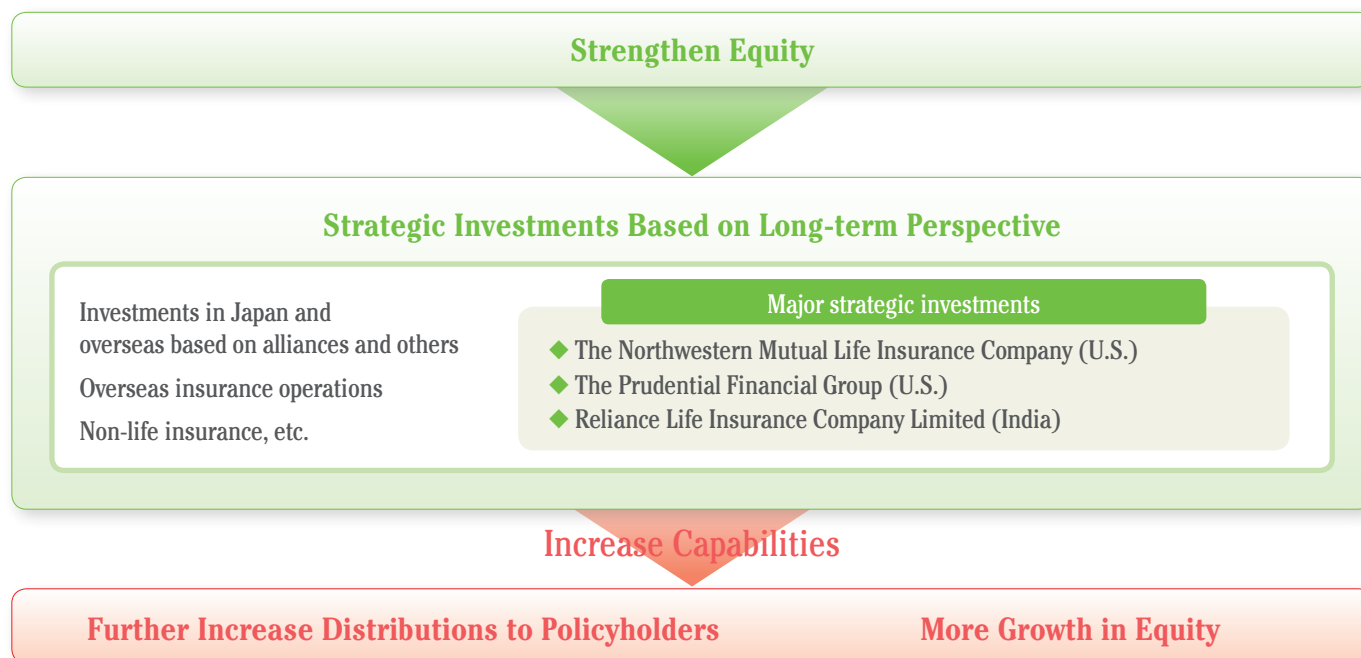 Strengthen Equity
Strategic Investments Based on Long-term Perspective
Investments in Japan and
overseas based on alliances and others
Overseas insurance operations
Non-life insurance, etc.
Major strategic investments
◆ The Northwestern Mutual Life Insurance Company (U.S.)
◆ The Prudential Financial Group (U.S.)
◆ Reliance Life Insurance Company Limited (India)
Increase Capabilities
Further Increase Distributions to Policyholders
More Growth in Equity